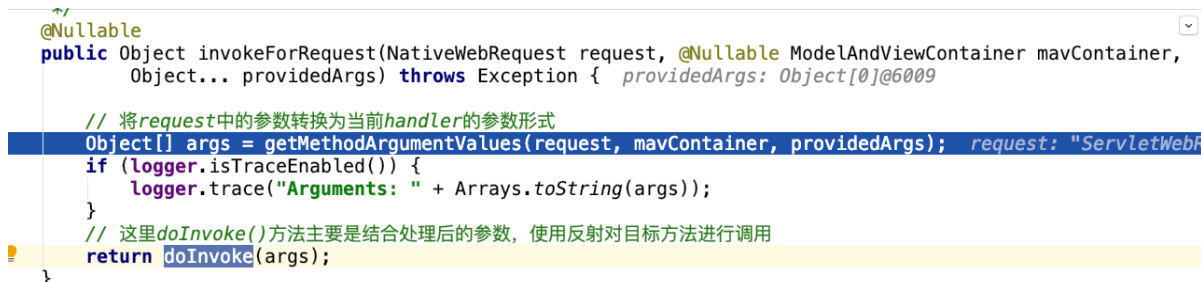 */
@Nullable
public Object invokeForRequest(NativeWebRequest request, @Nullable ModelAndViewContainer mavContainer,
Object... providedArgs) throws Exception { providedArgs: Object[0]@6009
// 将request中的参数转换为当前handler的参数形式
Object[] args = getMethodArgumentValues(request, mavContainer, providedArgs); request: "ServletWebR
if (logger.isTraceEnabled()) {
logger.trace("Arguments: " + Arrays.toString(args));
}
// 这里doInvoke()方法主要是结合处理后的参数，使用反射对目标方法进行调用
return doInvoke(args);
}